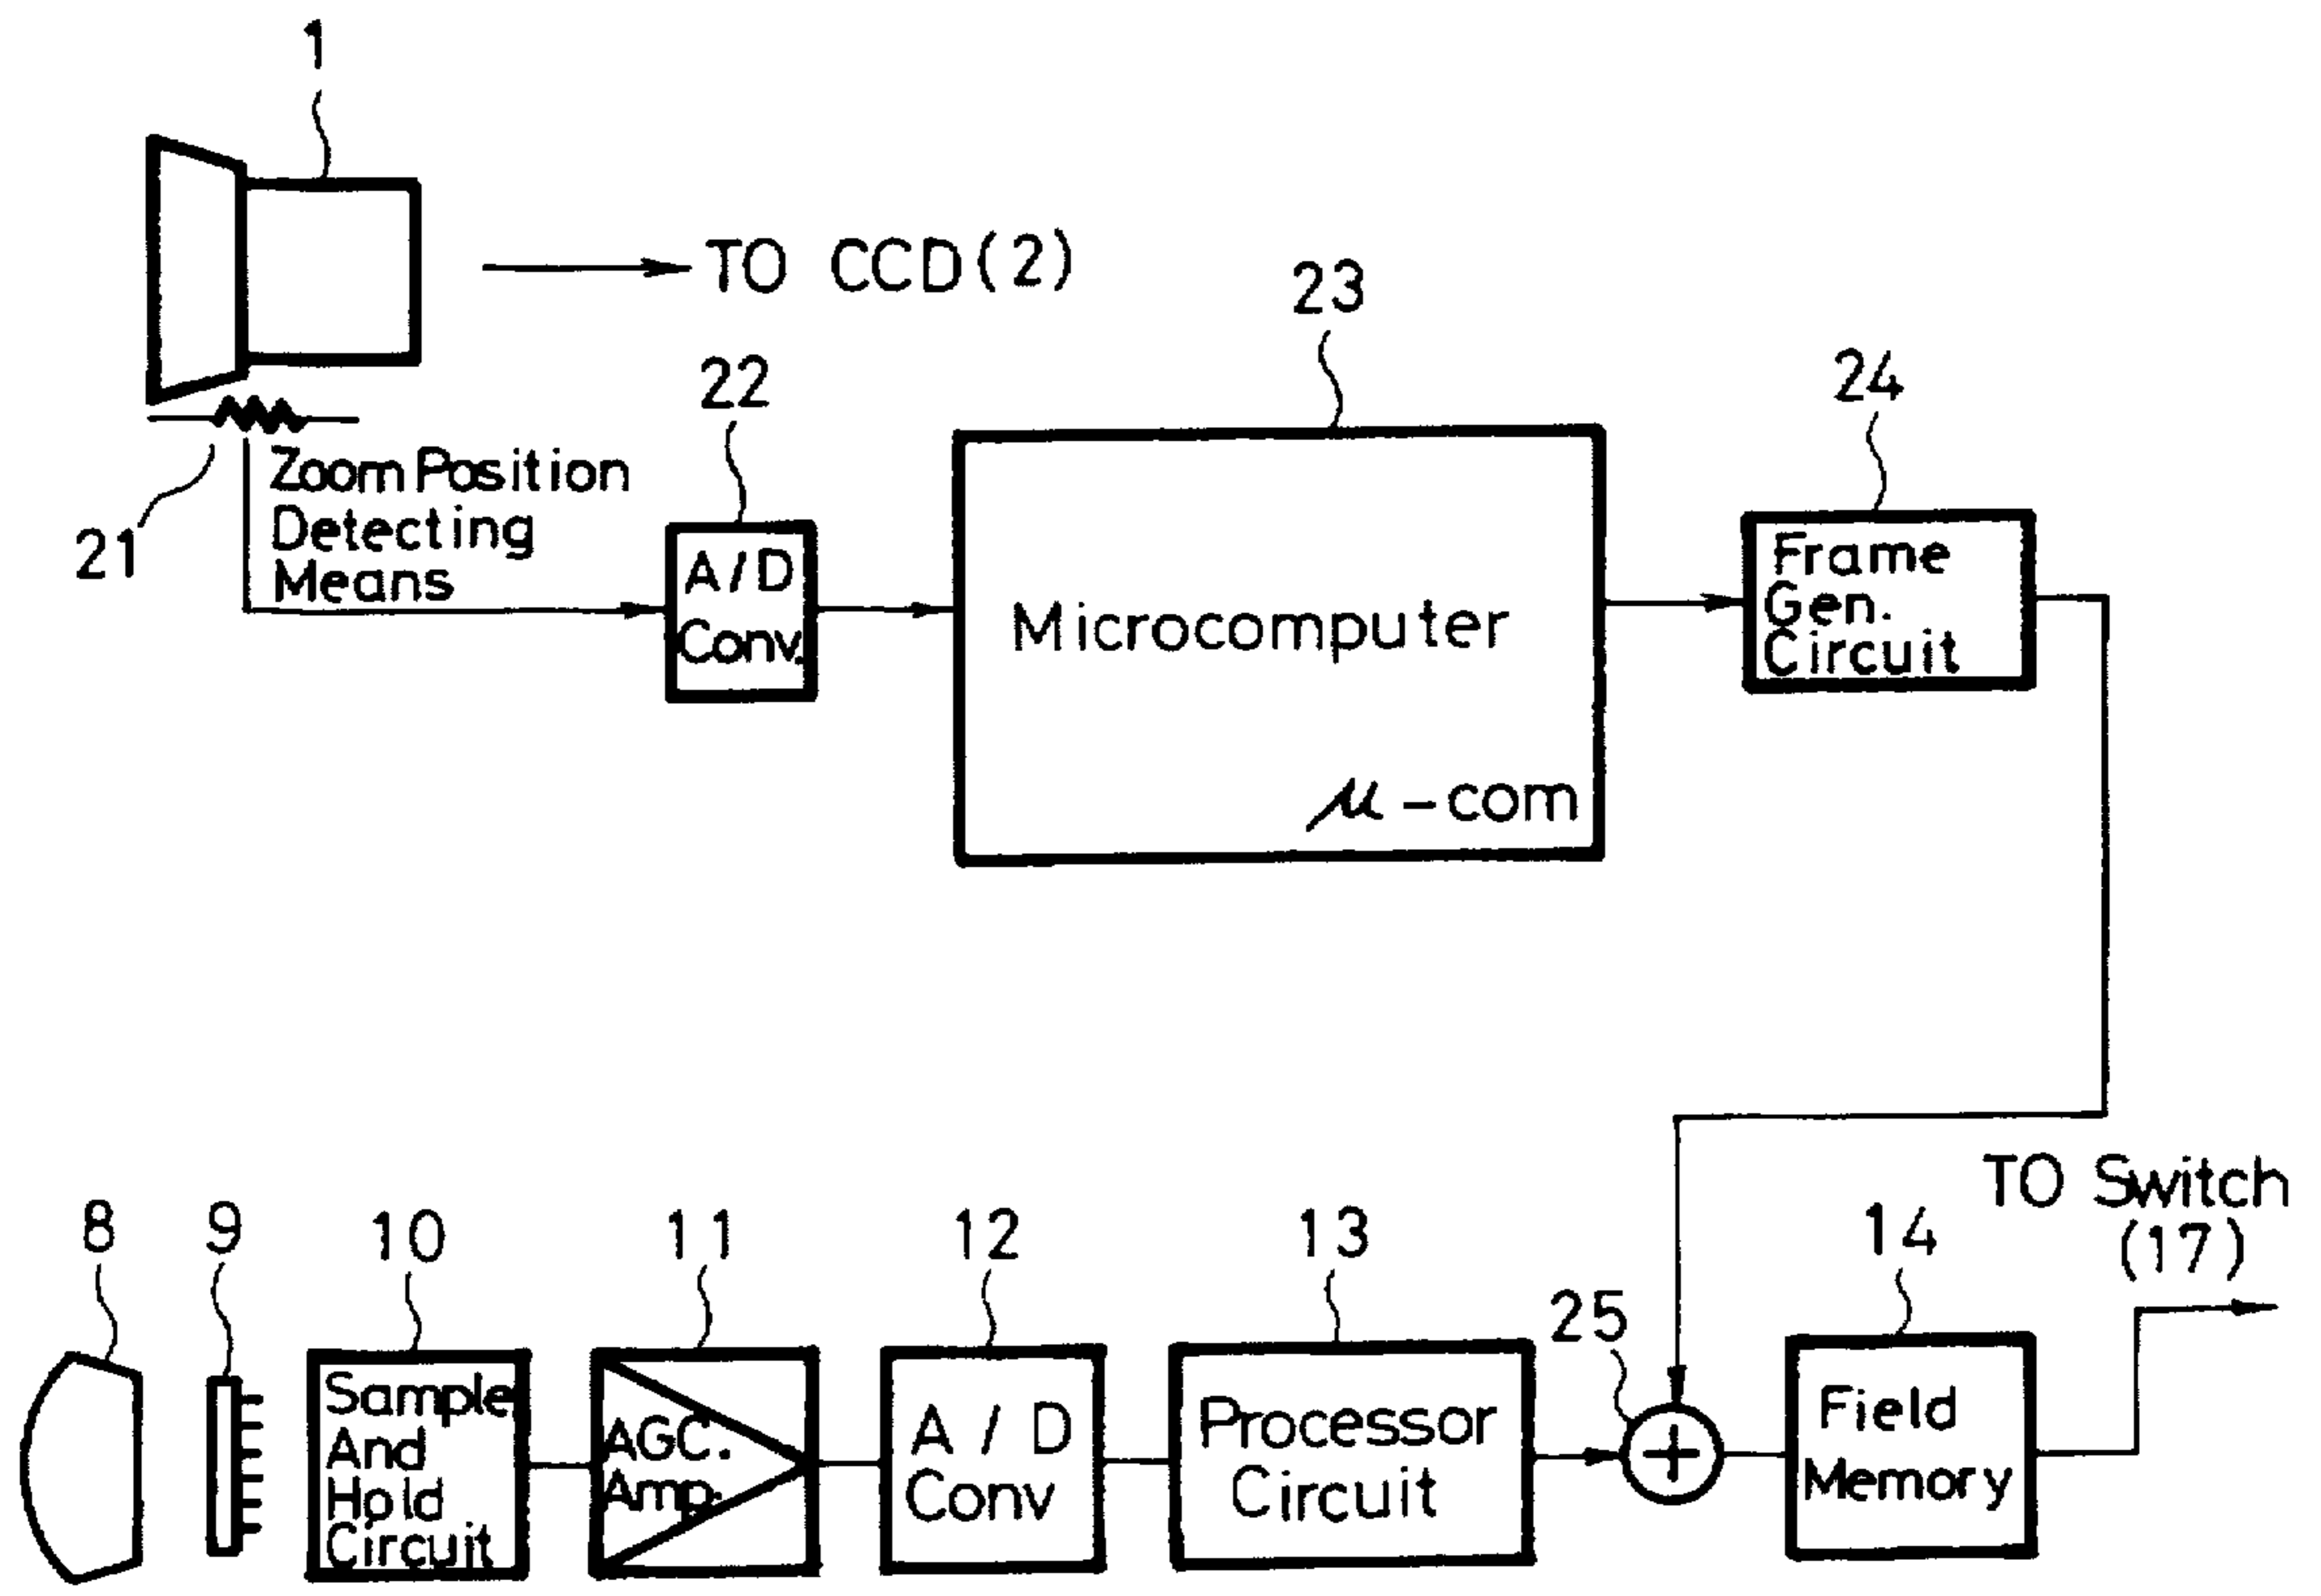 1
TO CCD(2)
23
22
24
Zoom Position
Detecting
Means
21
A/D
Conv.
Microcomputer
μ-com
Frame
Gen.
Circuit
TO Switch
(17)
8
9
10
11
12
13
25
14
Sample
And
Hold
Circuit
AGC.
Amp.
A/D
Conv
Processor
Circuit
+
Field
Memory